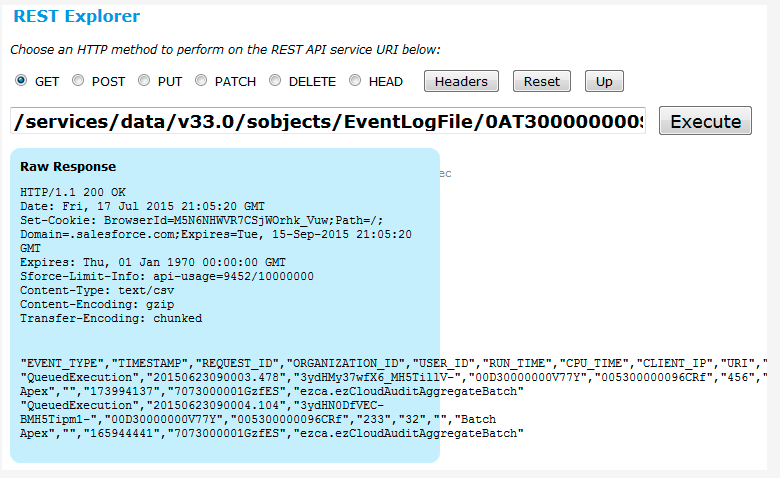 REST Explorer
Choose an HTTP method to perform on the REST API service URI below:
GET POST PUT PATCH DELETE HEAD Headers Reset Up
/services/data/v33.0/sobjects/EventLogFile/0AT300000000 Execute
Raw Response
ec
HTTP/1.1 200 OK
Date: Fri, 17 Jul 2015 21:05:20 GMT
Set-Cookie: BrowserId=M5N6NHWVR7CSjWOrhk_Vuw;Path=/;
Domain=.salesforce.com;Expires=Tue, 15-Sep-2015 21:05:20
GMT
Expires: Thu, 01 Jan 1970 00:00:00 GMT
Sforce-Limit-Info: api-usage=9452/10000000
Content-Type: text/csv
Content-Encoding: gzip
Transfer-Encoding: chunked
"EVENT_TYPE","TIMESTAMP","REQUEST_ID","ORGANIZATION_ID","USER_ID","RUN_TIME","CPU_TIME","CLIENT_IP","URI","
"QueuedExecution","20150623090003.478","3ydHMy37wfX6_MH5TillV-","00D30000000V77Y","005300000096CRf","456","
Apex","","173994137","7073000001GzfES","ezca.ezCloudAuditAggregateBatch"
"QueuedExecution","20150623090004.104","3ydHN0DfVEC-
BMH5Tipm1-","00D30000000V77Y","005300000096CRf","233","32","","Batch
Apex","","165944441","7073000001GzfES","ezca.ezCloudAuditAggregateBatch"